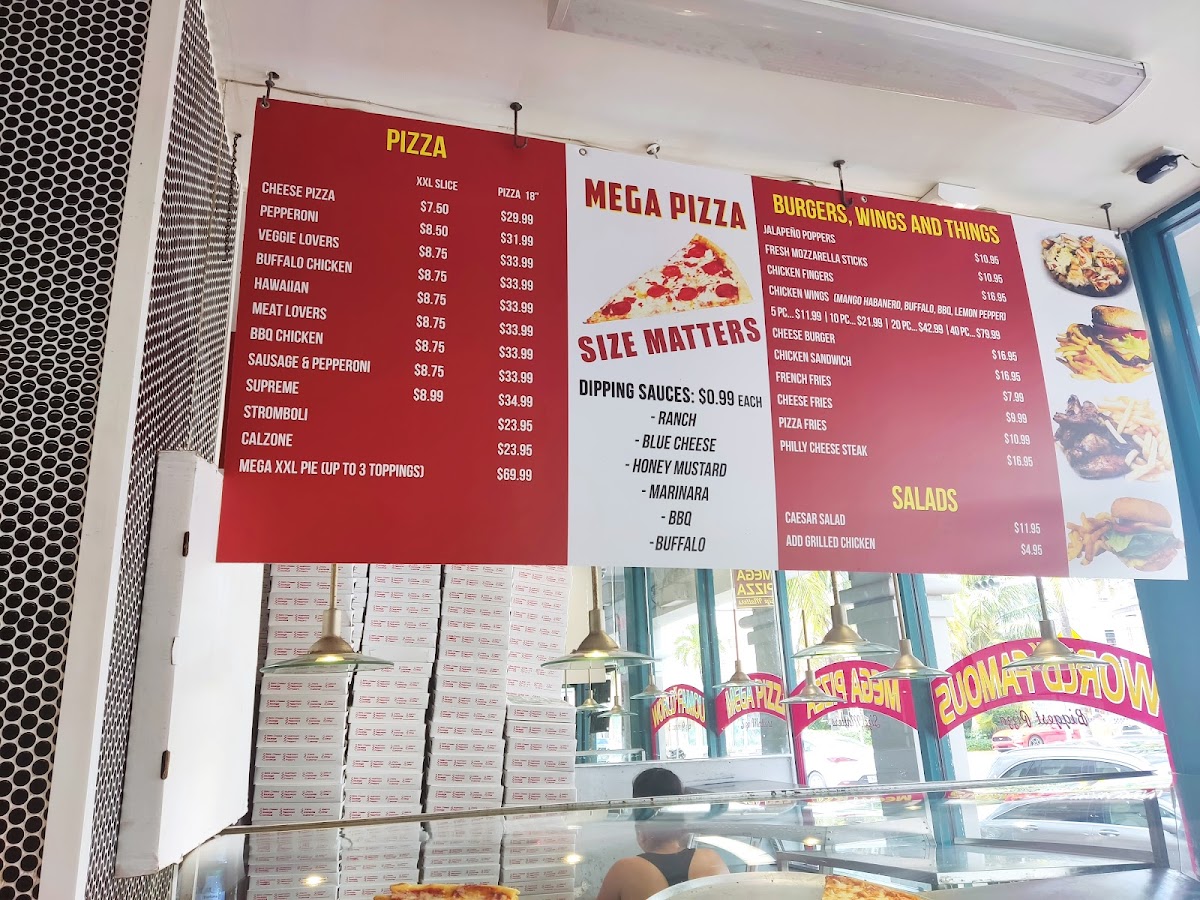 PIZZA
XXL SLICE PIZZA 18"
CHEESE PIZZA $7.50 $29.99
PEPPERONI $8.50 $31.99
VEGGIE LOVERS $8.75 $33.99
BUFFALO CHICKEN $8.75 $33.99
HAWAIIAN $8.75 $33.99
MEAT LOVERS $8.75 $33.99
BBQ CHICKEN $8.75 $33.99
SAUSAGE & PEPPERONI $8.75 $33.99
SUPREME $8.99 $34.99
STROMBOLI $23.95
CALZONE $23.95
MEGA XXL PIE (UP TO 3 TOPPINGS) $69.99
MEGA PIZZA
SIZE MATTERS
DIPPING SAUCES: $0.99 EACH
- RANCH
- BLUE CHEESE
- HONEY MUSTARD
- MARINARA
- BBQ
-BUFFALO
BURGERS, WINGS AND THINGS
JALAPEÑO POPPERS $10.95
FRESH MOZZARELLA STICKS $10.95
CHICKEN FINGERS $16.95
CHICKEN WINGS (MANGO HABANERO, BUFFALO, BBQ, LEMON PEPPER)
5 PC... $11.99 | 10 PC... $21.99 | 20 PC... $42.99 | 40 PC... $79.99
CHEESE BURGER $16.95
CHICKEN SANDWICH $16.95
FRENCH FRIES $7.99
CHEESE FRIES $9.99
PIZZA FRIES $10.99
PHILLY CHEESE STEAK $16.95
SALADS
CAESAR SALAD $11.95
ADD GRILLED CHICKEN $4.95
MEGA
PIZZA
MEGA PIZZA
WORLD FAMOUS
Biggest Pizza